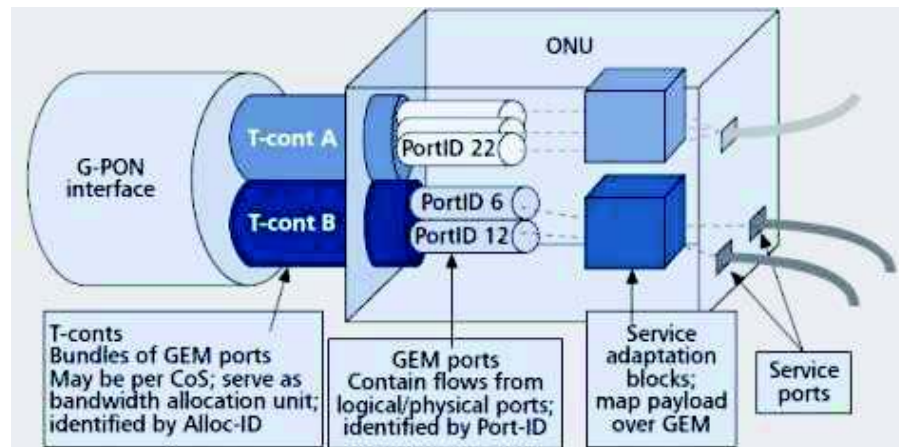 ONU
G-PON
interface
T-cont A
PortID 22
T-cont B
PortID 6
PortID 12
T-conts
Bundles of GEM ports
May be per CoS; serve as
bandwidth allocation unit;
identified by Alloc-ID
GEM ports
Contain flows from
logical/physical ports;
identified by Port-ID
Service
adaptation
blocks;
map payload
over GEM
Service
ports